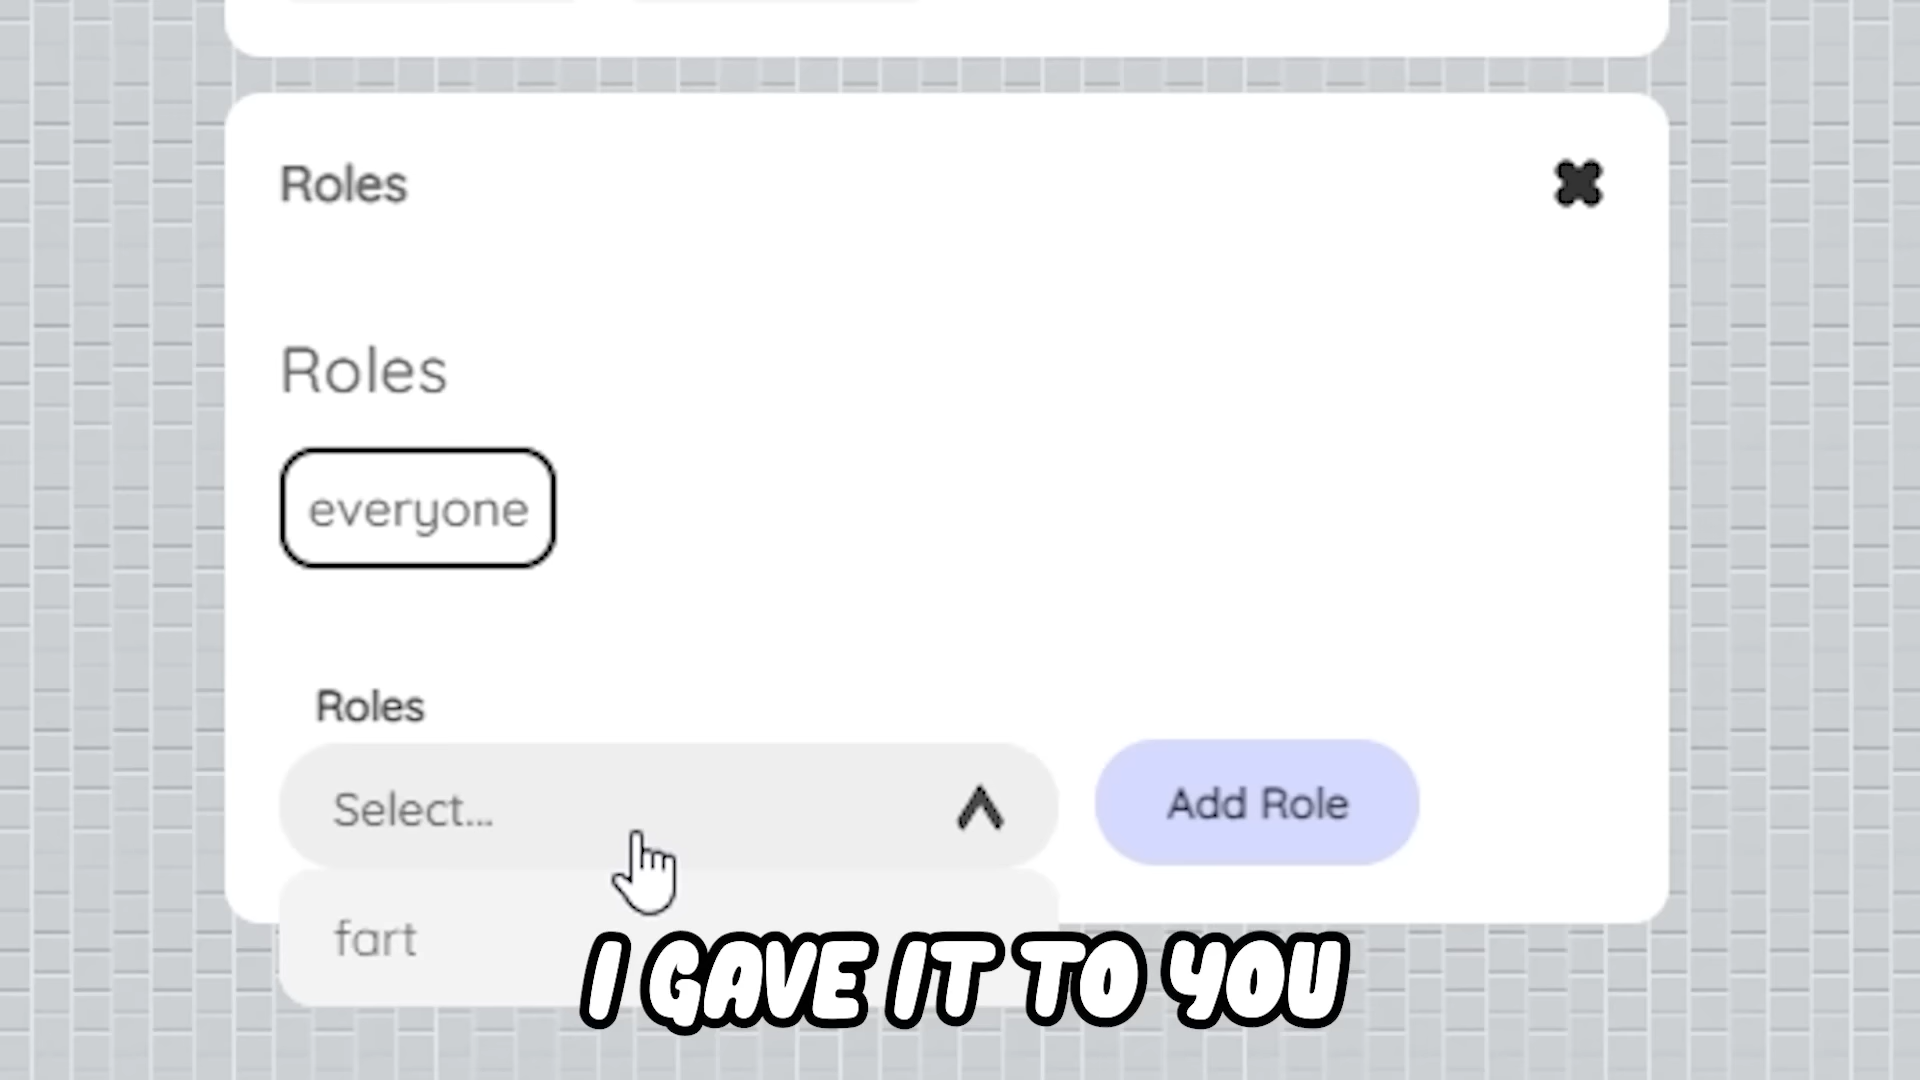 Roles
Roles
everyone
Roles
Select...
Add Role
fart
I GAVE IT TO YOU